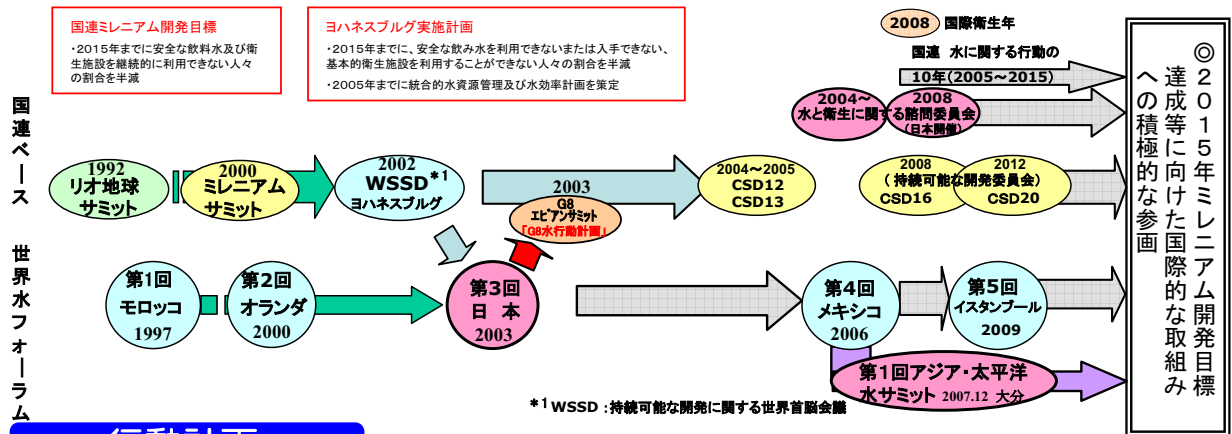 国連ミレニアム開発目標
・2015年までに安全な飲料水及び衛
生施設を継続的に利用できない人々
の割合を半減
ヨハネスブルグ実施計画
・2015年までに、安全な飲み水を利用できないまたは入手できない、
基本的衛生施設を利用することができない人々の割合を半減
・2005年までに統合的水資源管理及び水効率計画を策定
2008 国際衛生年
国連 水に関する行動の
10年(2005～2015)
2004～
2008
水と衛生に関する諮問委員会
(日本開催)
国連ベース
1992
リオ地球
サミット
2000
ミレニアム
サミット
2002
WSSD*1
ヨハネスブルグ
2003
G8
エビアンサミット
「G8水行動計画」
2004～2005
CSD12
CSD13
2008
2012
(持続可能な開発委員会)
CSD16
CSD20
世界水フォーラム
第1回
モロッコ
1997
第2回
オランダ
2000
第3回
日 本
2003
第4回
メキシコ
2006
第5回
イスタンブール
2009
第1回アジア・太平洋
水サミット 2007.12 大分
*1 WSSD :持続可能な開発に関する世界首脳会議
◎2015年ミレニアム開発目標
達成等に向けた国際的な取組み
への積極的な参画
行動計画